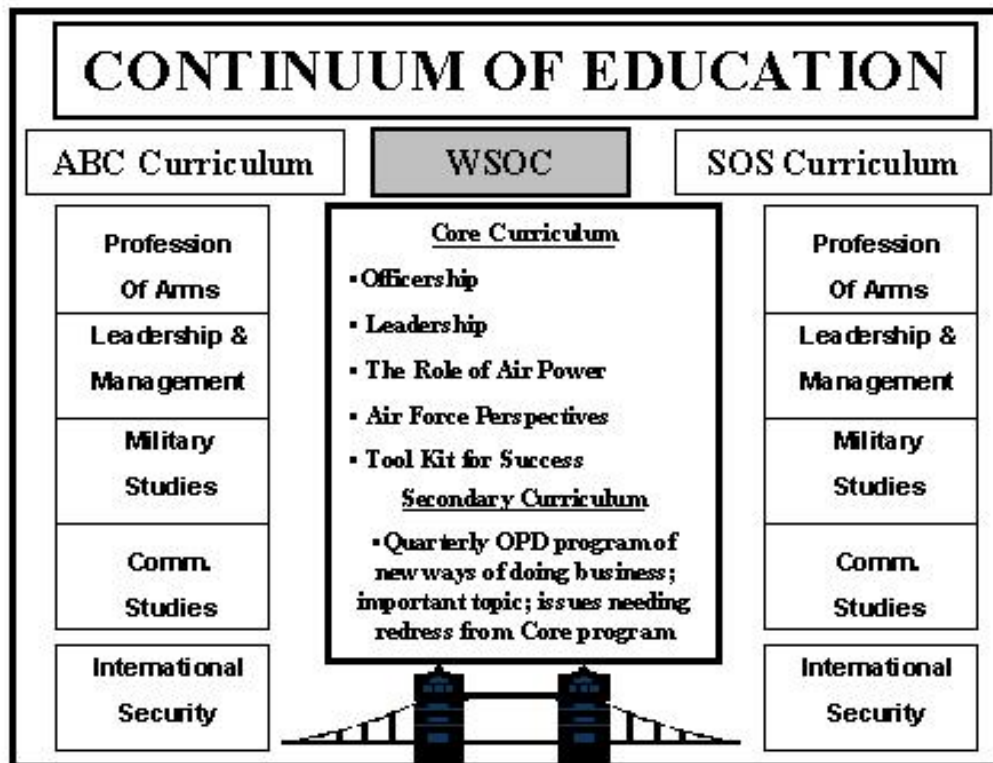 CONTINUUM OF EDUCATION
ABC Curriculum
WSOC
SOS Curriculum
Profession
Of Arms
Leadership &
Management
Military
Studies
Comm.
Studies
International
Security
Core Curriculum
▪Officership
▪ Leadership
▪ The Role of Air Power
▪ Air Force Perspectives
▪ Tool Kit for Success
Secondary Curriculum
▪Quarterly OPD program of
new ways of doing business;
important topic; issues needing
redress from Core program
Profession
Of Arms
Leadership &
Management
Military
Studies
Comm.
Studies
International
Security